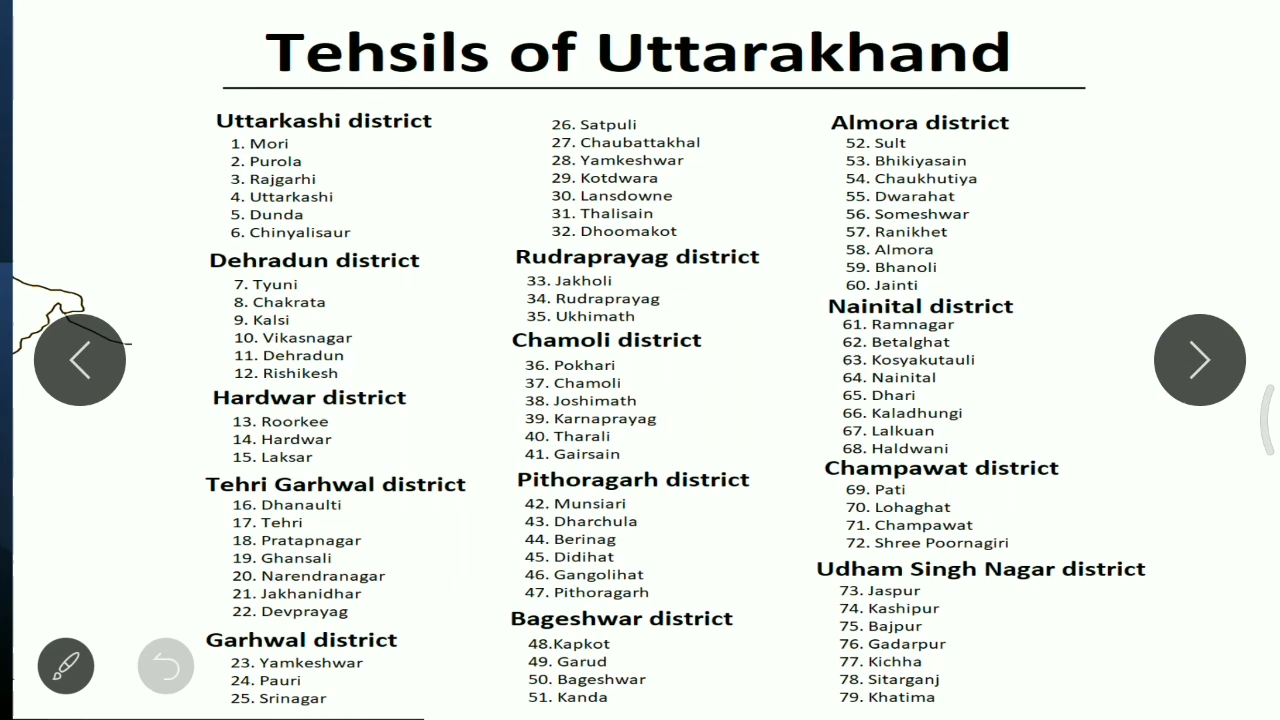 Tehsils of Uttarakhand
Uttarkashi district
1. Mori
2. Purola
3. Rajgarhi
4. Uttarkashi
5. Dunda
6. Chinyalisaur
Dehradun district
7. Tyuni
8. Chakrata
9. Kalsi
10. Vikasnagar
11. Dehradun
12. Rishikesh
Hardwar district
13. Roorkee
14. Hardwar
15. Laksar
Tehri Garhwal district
16. Dhanaulti
17. Tehri
18. Pratapnagar
19. Ghansali
20. Narendranagar
21. Jakhanidhar
22. Devprayag
Garhwal district
23. Yamkeshwar
24. Pauri
25. Srinagar
26. Satpuli
27. Chaubattakhal
28. Yamkeshwar
29. Kotdwara
30. Lansdowne
31. Thalisain
32. Dhoomakot
Rudraprayag district
33. Jakholi
34. Rudraprayag
35. Ukhimath
Chamoli district
36. Pokhari
37. Chamoli
38. Joshimath
39. Karnaprayag
40. Tharali
41. Gairsain
Pithoragarh district
42. Munsiari
43. Dharchula
44. Berinag
45. Didihat
46. Gangolihat
47. Pithoragarh
Bageshwar district
48.Kapkot
49. Garud
50. Bageshwar
51. Kanda
Almora district
52. Sult
53. Bhikiyasain
54. Chaukhutiya
55. Dwarahat
56. Someshwar
57. Ranikhet
58. Almora
59. Bhanoli
60. Jainti
Nainital district
61. Ramnagar
62. Betalghat
63. Kosyakutauli
64. Nainital
65. Dhari
66. Kaladhungi
67. Lalkuan
68. Haldwani
Champawat district
69. Pati
70. Lohaghat
71. Champawat
72. Shree Poornagiri
Udham Singh Nagar district
73. Jaspur
74. Kashipur
75. Bajpur
76. Gadarpur
77. Kichha
78. Sitarganj
79. Khatima